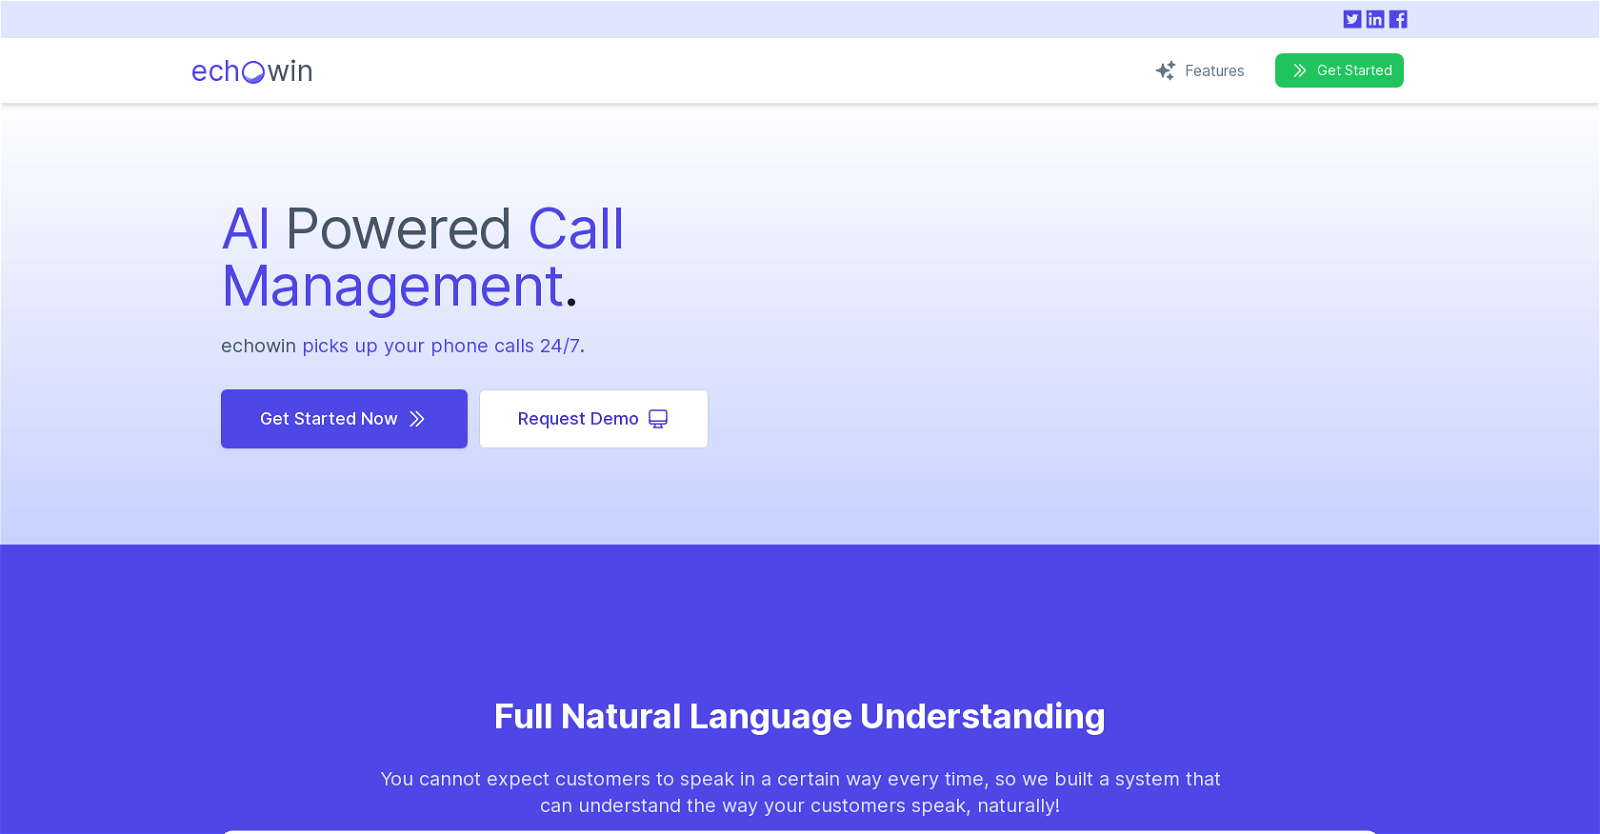 echowin
Features
Get Started
AI Powered Call
Management.
echowin picks up your phone calls 24/7.
Get Started Now
Request Demo
Full Natural Language Understanding
You cannot expect customers to speak in a certain way every time, so we built a system that
can understand the way your customers speak, naturally!